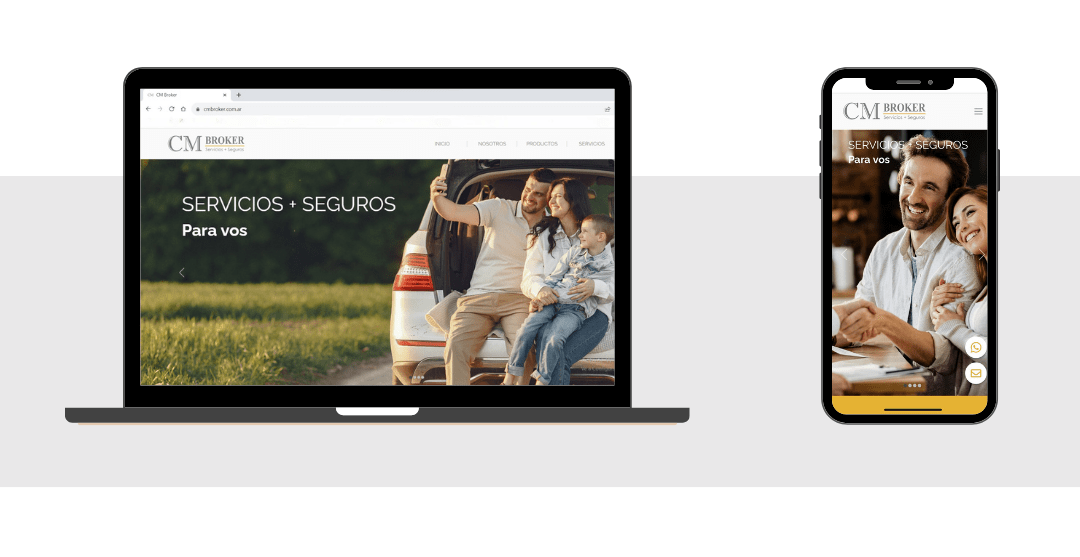 CM Broker
cmbroker.com.ar
CM BROKER
Servicios + Seguros
INICIO NOSOTROS PRODUCTOS SERVICIOS
SERVICIOS + SEGUROS
Para vos
CM BROKER
Servicios + Seguros
SERVICIOS + SEGUROS
Para vos